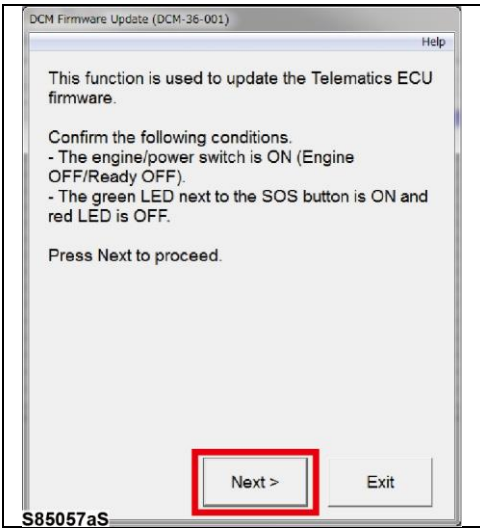 DCM Firmware Update (DCM-36-001)
Help
This function is used to update the Telematics ECU
firmware.
Confirm the following conditions.
- The engine/power switch is ON (Engine
OFF/Ready OFF).
- The green LED next to the SOS button is ON and
red LED is OFF.
Press Next to proceed.
Next >
Exit
S85057aS